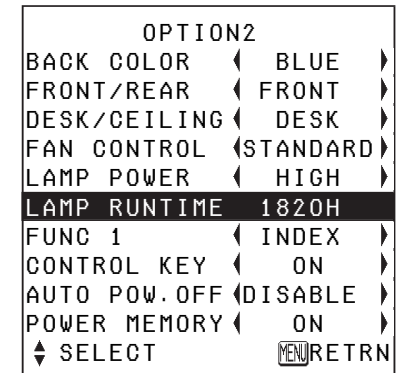 OPTION2
BACK COLOR BLUE
FRONT/REAR FRONT
DESK/CEILING DESK
FAN CONTROL STANDARD
LAMP POWER HIGH
LAMP RUNTIME 1820H
FUNC 1 INDEX
CONTROL KEY ON
AUTO POW.OFF DISABLE
POWER MEMORY ON
SELECT MENU RETRN